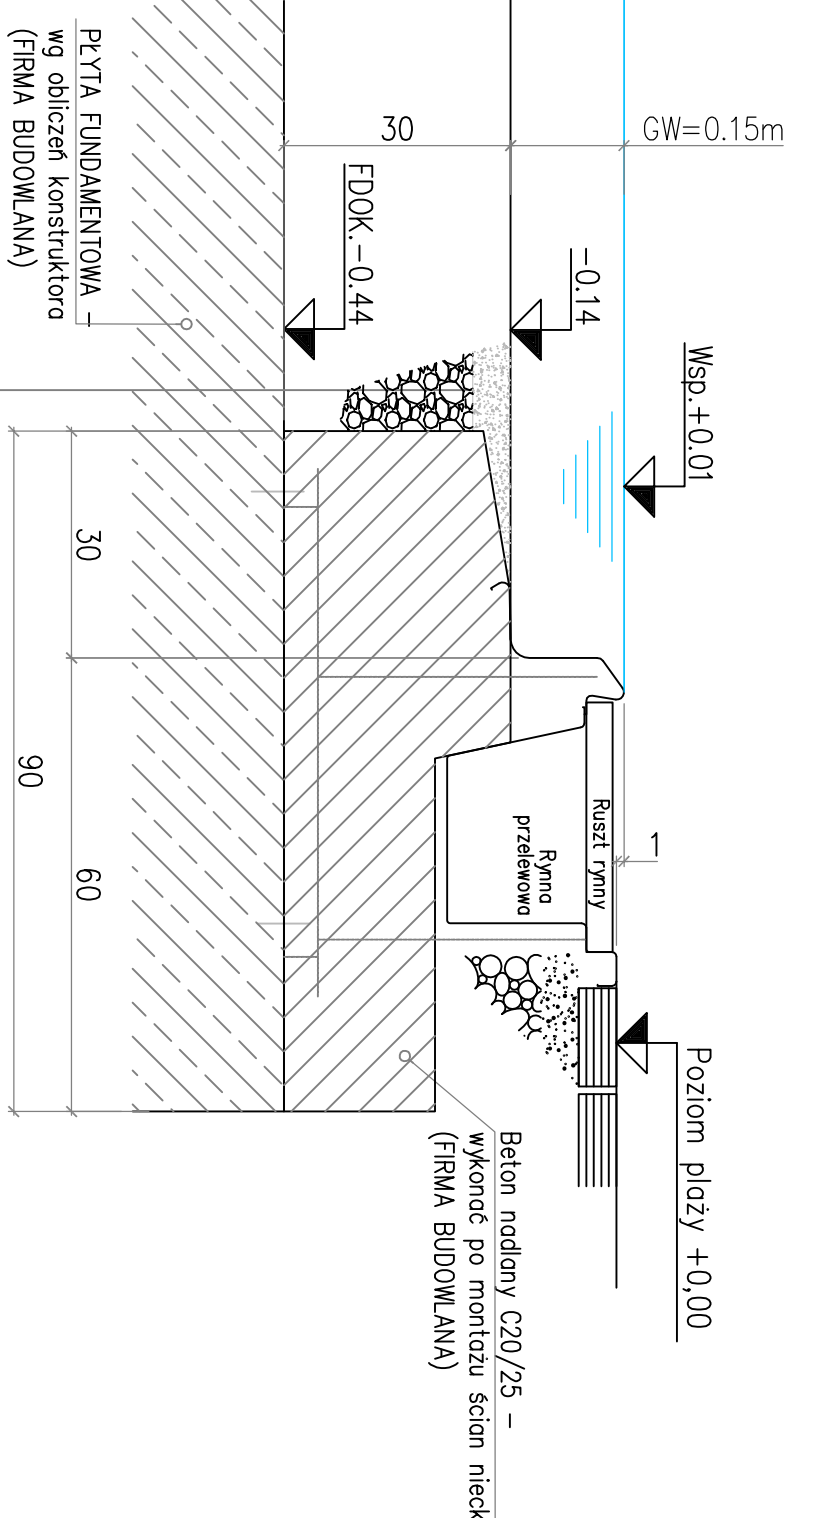 GW=0.15m
30
Wsp.+0.01
-0.14
FDOK.-0.44
PŁYTA FUNDAMENTOWA -
wg obliczeń konstruktora
(FIRMA BUDOWLANA)
1
Ruszt rynny
Rynna
przelewowa
30
60
90
Poziom plaży +0,00
Beton nadlany C20/25 -
wykonać po montażu ścian nieck
(FIRMA BUDOWLANA)